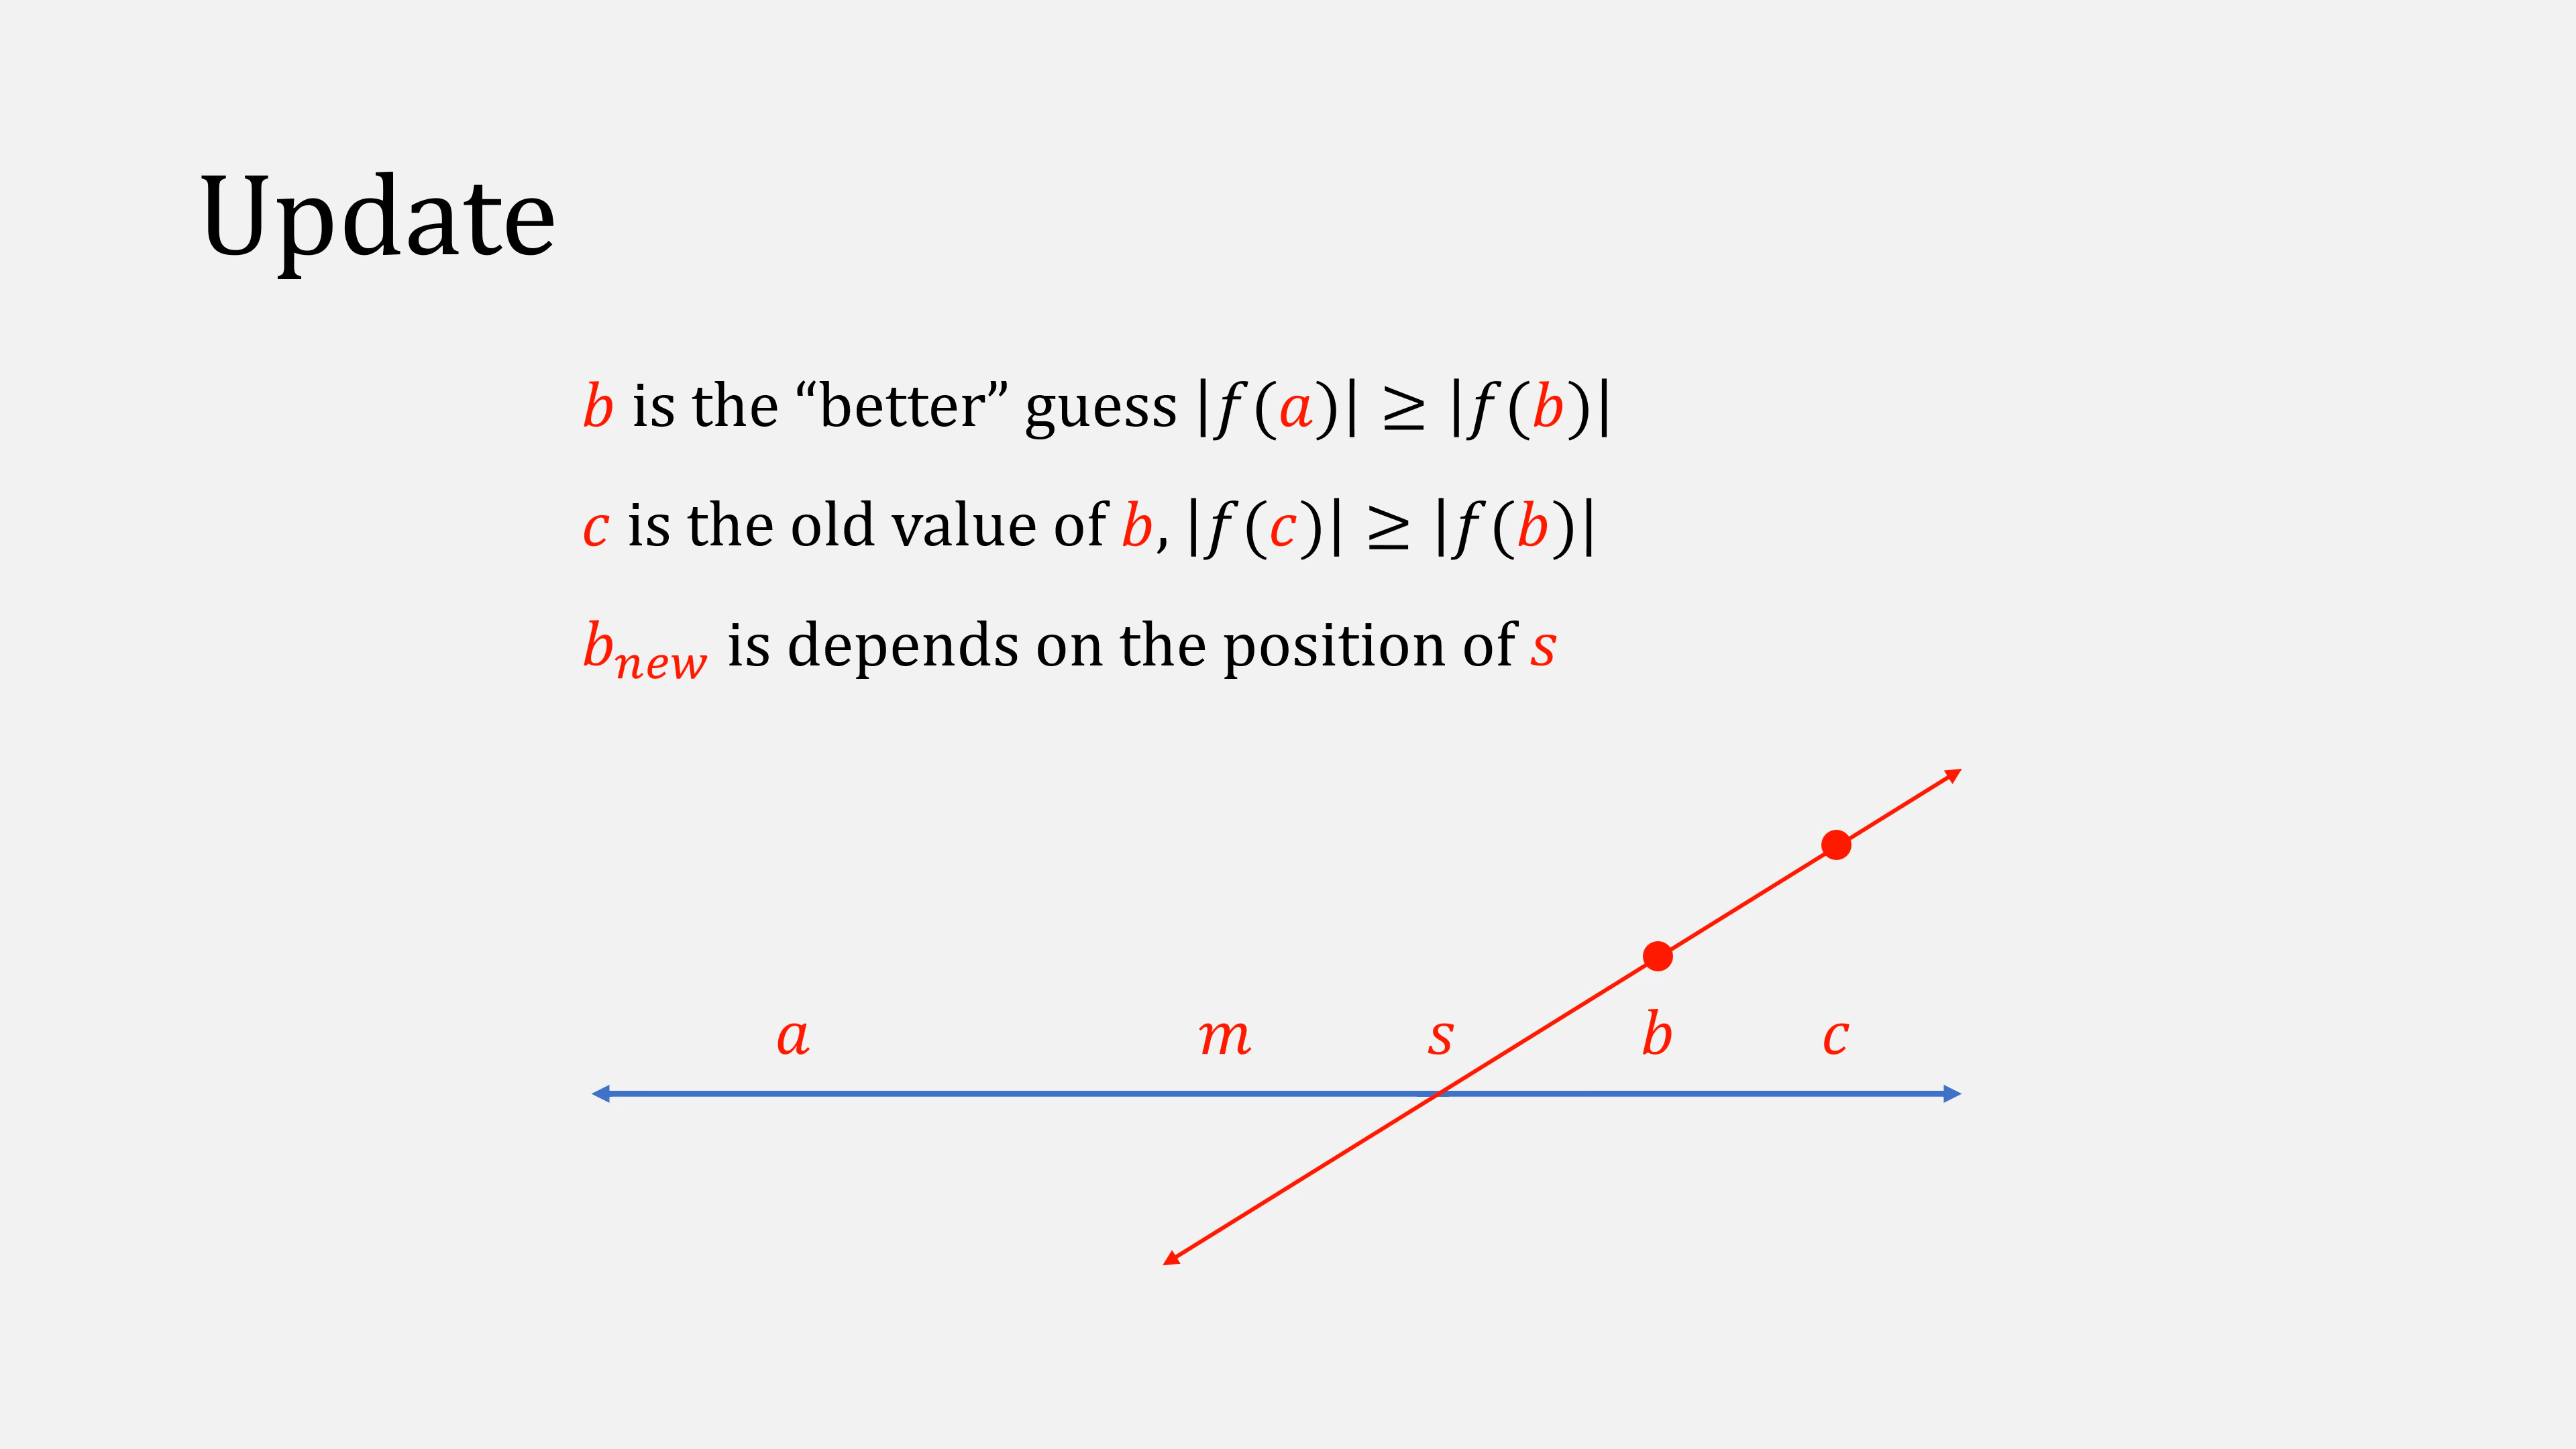 Update
b is the “better” guess |f(a)| ≥ |f(b)|
c is the old value of b, |f(c)| ≥ |f(b)|
b_new is depends on the position of s
a m s b c